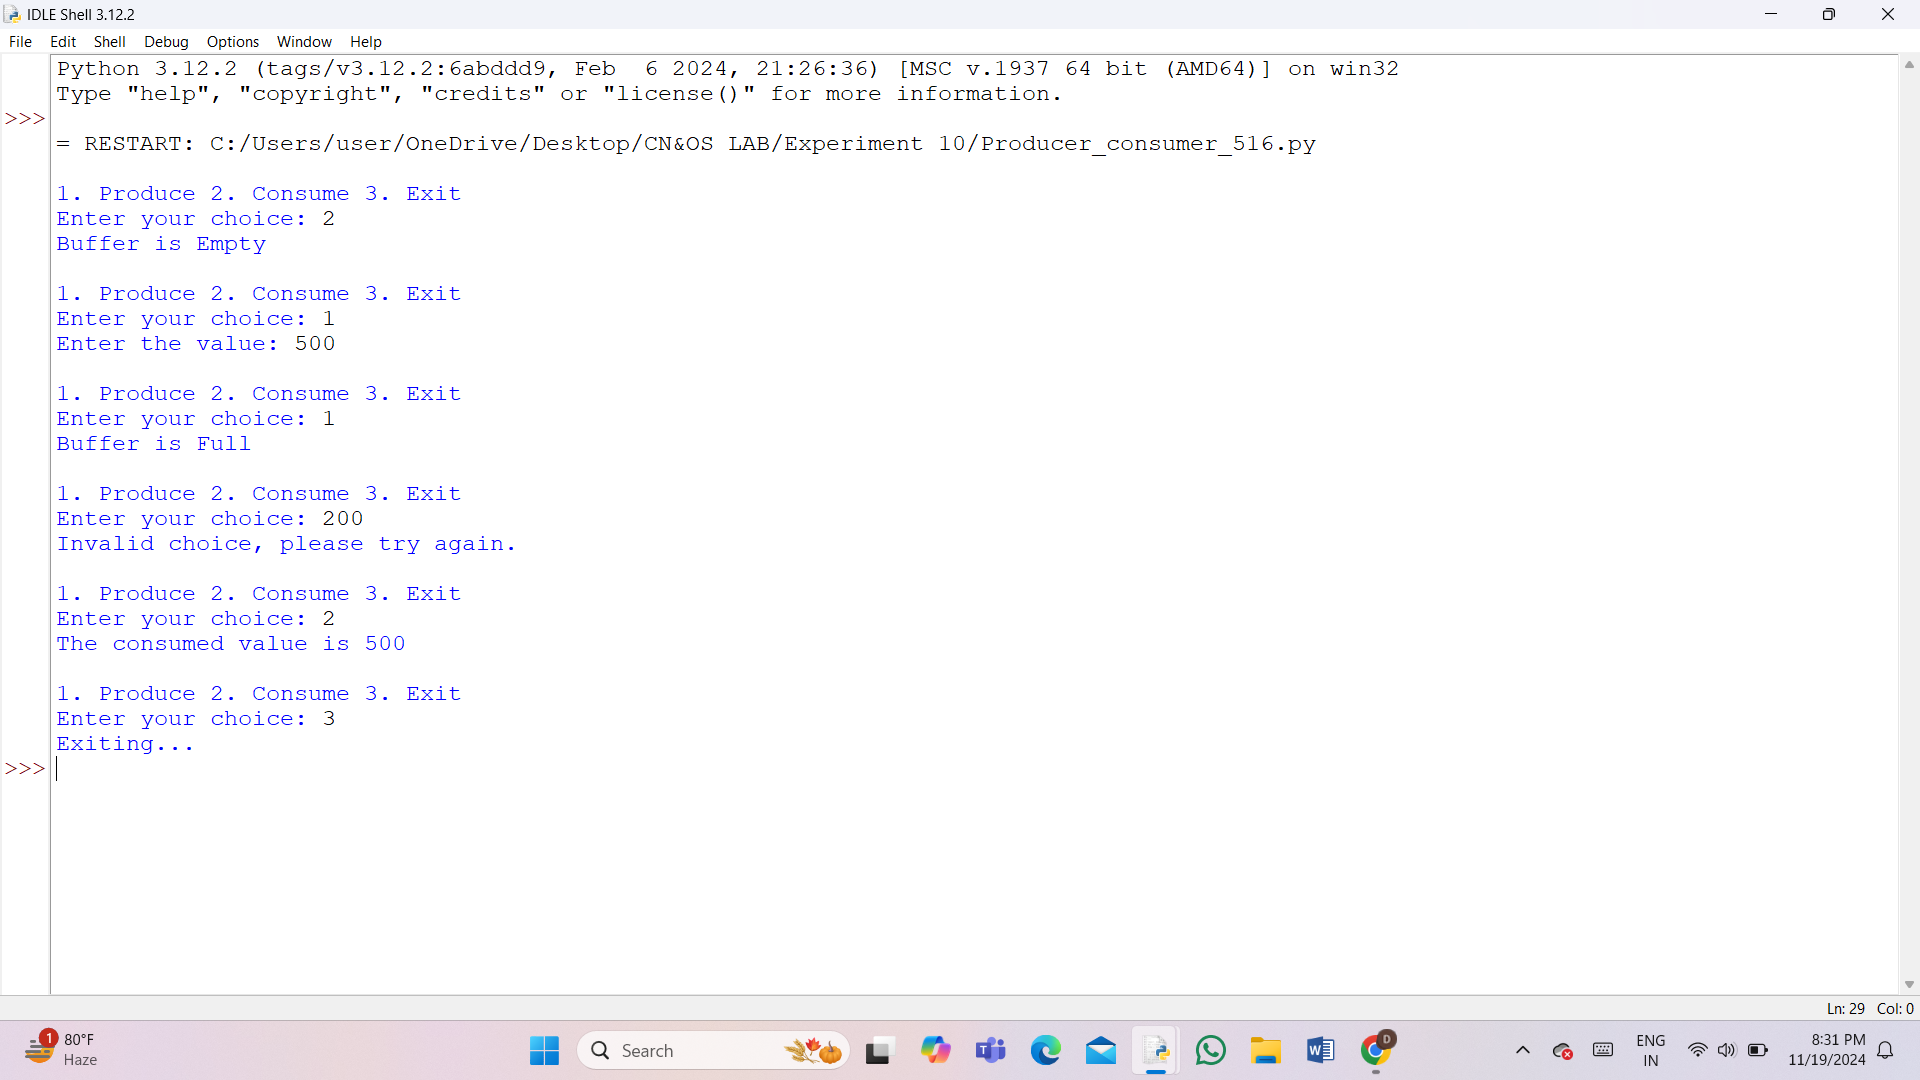 IDLE Shell 3.12.2
File Edit Shell Debug Options Window Help
Python 3.12.2 (tags/v3.12.2:6abddd9, Feb  6 2024, 21:26:36) [MSC v.1937 64 bit (AMD64)] on win32
Type "help", "copyright", "credits" or "license()" for more information.
>>>
= RESTART: C:/Users/user/OneDrive/Desktop/CN&OS LAB/Experiment 10/Producer_consumer_516.py
1. Produce 2. Consume 3. Exit
Enter your choice: 2
Buffer is Empty
1. Produce 2. Consume 3. Exit
Enter your choice: 1
Enter the value: 500
1. Produce 2. Consume 3. Exit
Enter your choice: 1
Buffer is Full
1. Produce 2. Consume 3. Exit
Enter your choice: 200
Invalid choice, please try again.
1. Produce 2. Consume 3. Exit
Enter your choice: 2
The consumed value is 500
1. Produce 2. Consume 3. Exit
Enter your choice: 3
Exiting...
>>>
Ln: 29 Col: 0
1
80°F
Haze
Search
D
ENG
IN
8:31 PM
11/19/2024